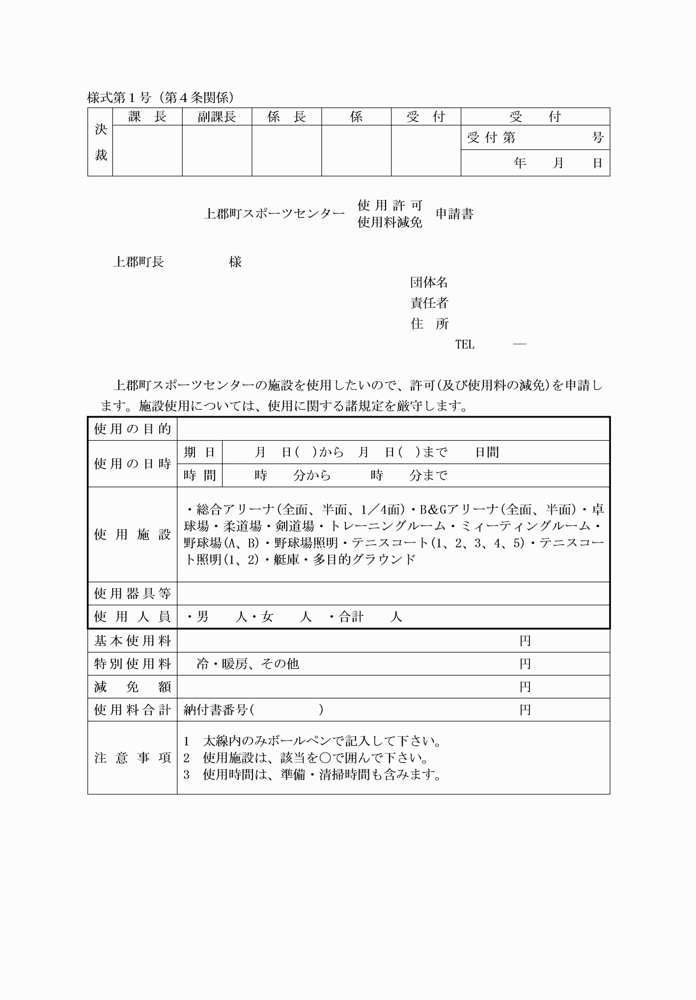 様式第１号（第４条関係）
決裁
課　長　副課長　係　長　係　受　付　受　　付
受 付 第　　　　　　号
年　　月　　日
上郡町スポーツセンター　使 用 許 可　申請書
使用料減免
上郡町長　　　　　様
団体名
責任者
住　所
TEL　　　―
上郡町スポーツセンターの施設を使用したいので、許可(及び使用料の減免)を申請し
ます。施設使用については、使用に関する諸規定を厳守します。
使用の目的
使用の日時
期 日　　　月　日(　)から　月　日(　)まで　　日間
時 間　　　時　　分から　　　時　　分まで
使用施設
・総合アリーナ(全面、半面、1／4面)・B&Gアリーナ(全面、半面)・卓
球場・柔道場・剣道場・トレーニングルーム・ミィーティングルーム・
野球場(A、B)・野球場照明・テニスコート(1、2、3、4、5)・テニスコー
ト照明(1、2)・艇庫・多目的グラウンド
使用器具等
使用人員　・男　　人・女　　人　・合計　　人
基本使用料　　　　円
特別使用料　冷・暖房、その他　　　　円
減免額　　　　円
使用料合計　納付書番号(　　　　　)　　　　円
注意事項
1　太線内のみボールペンで記入して下さい。
2　使用施設は、該当を〇で囲んで下さい。
3　使用時間は、準備・清掃時間も含みます。